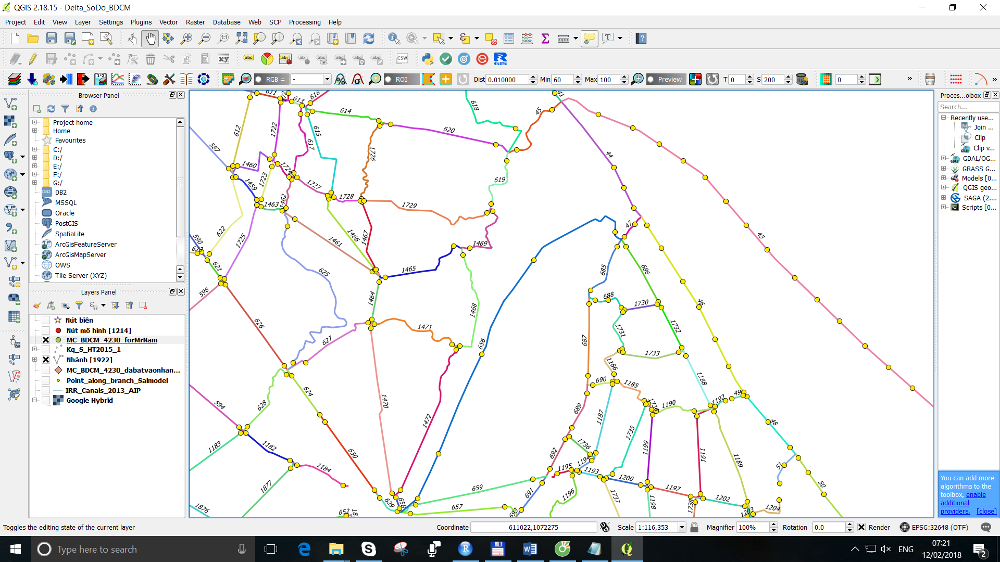 QGIS 2.18.15 - Delta_SoDo_BDCM
Project Edit View Layer Settings Plugins Vector Raster Database Web SCP Processing Help
abc
CSW
RGB = - ROI Dist 0.010000 Min 60 Max 100 Preview T 0 S 200 0
Browser Panel
Project home
Home
Favourites
C:/
D:/
E:/
F:/
G:/
DB2
MSSQL
Oracle
PostGIS
SpatiaLite
ArcGisFeatureServer
ArcGisMapServer
OWS
Tile Server (XYZ)
Layers Panel
Nút biên
Nút mô hình [1214]
MC_BDCM_4230_forMrNam
Kq_S_HT2015_1
Nhánh [1922]
MC_BDCM_4230_dabatvaonhan...
Point_along_branch_Salmodel
IRR_Canals_2013_AIP
Google Hybrid
611
613
616
618
41
45
612
1722
614
615
617
620
587
1726
44
1460
1723
1724
619
1459
1727
1728
1729
1463
1462
43
47
622
1725
1461
1466
1467
1469
590
623
621
625
1465
685
686
596
1464
1468
688
1730
46
626
1471
1731
1732
627
656
687
1733
1186
594
628
624
1470
690
1185
1188
49
1192
1472
689
1187
1734
1190
48
1183
1182
630
1735
1736
1199
1191
1189
692
1194
1195
1193
51
1184
1877
659
1200
1197
50
691
1196
1737
1198
1738
1202
1876
629
658
657
693
652
1203
1204
Proces...olbox
Search...
Recently use...
Join ...
Clip
Clip v...
GDAL/OG...
GRASS G...
Models [0...
QGIS geo...
SAGA (2....
Scripts [0...
You can add more
algorithms to the
toolbox, enable
additional
providers. [close]
Toggles the editing state of the current layer Coordinate 611022,1072275 Scale 1:116,353 Magnifier 100% Rotation 0.0 Render EPSG:32648 (OTF)
Type here to search
ENG
07:21
12/02/2018
2